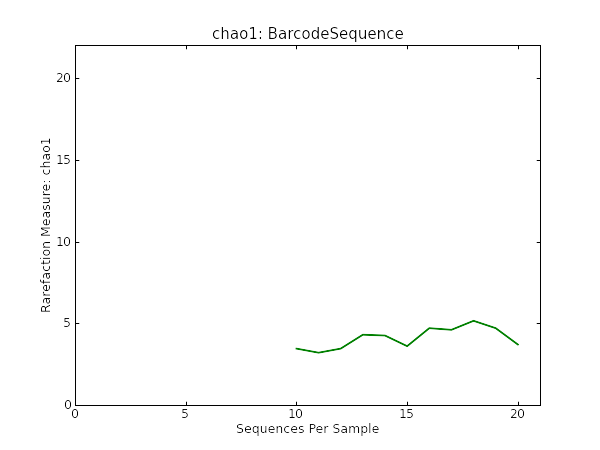 chao1: BarcodeSequence
Rarefaction Measure: chao1
20
15
10
5
0
0 5 10 15 20
Sequences Per Sample